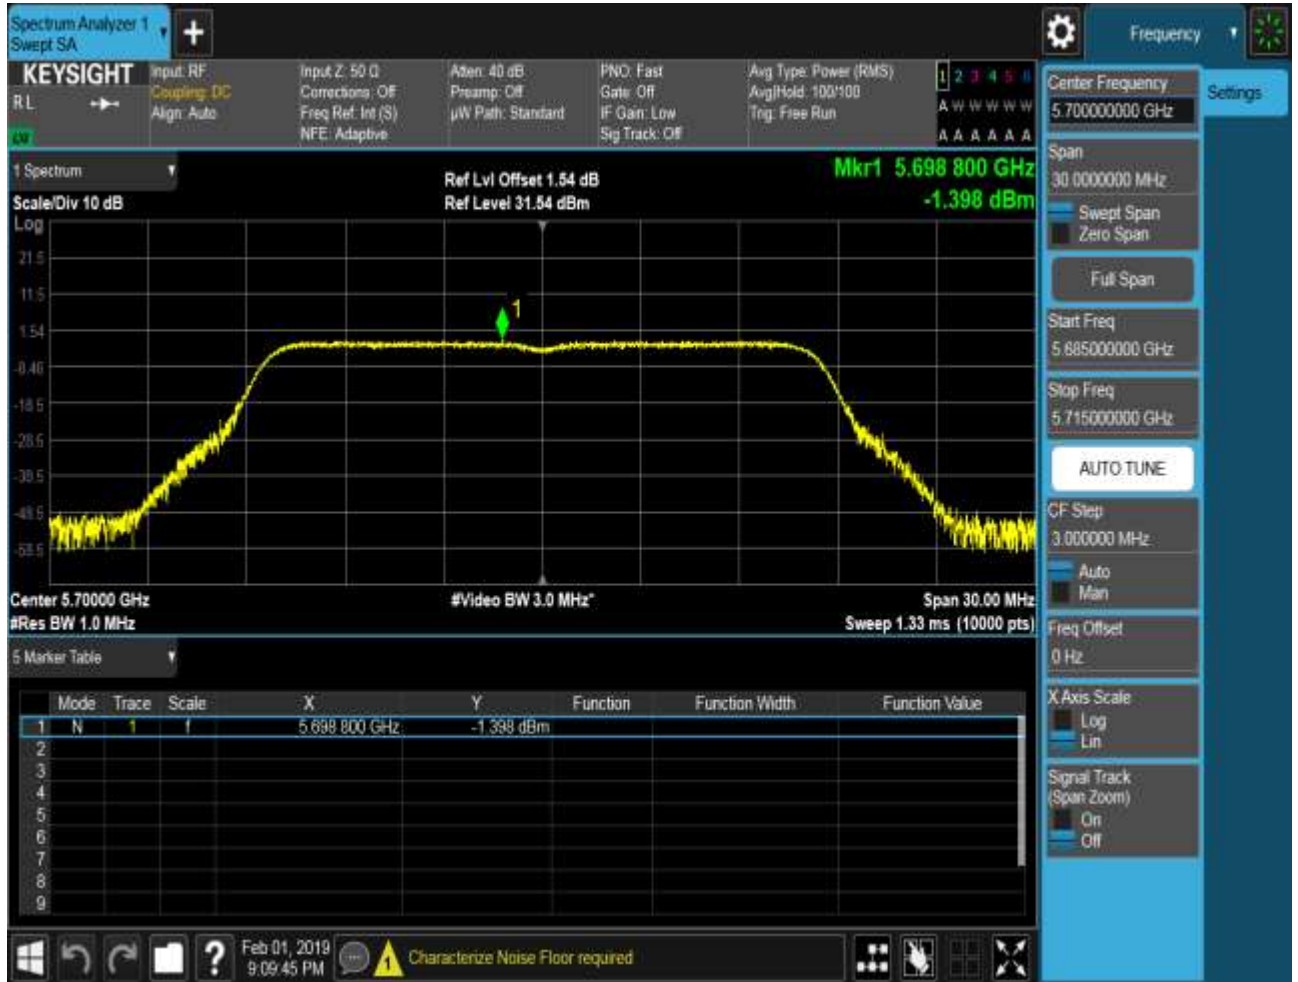 Spectrum Analyzer 1
Swept SA
+
Frequency
KEYSIGHT
R L
Input: RF
Coupling: DC
Align: Auto
Input Z: 50 Ω
Corrections: Off
Freq Ref: Int (S)
NFE: Adaptive
Atten: 40 dB
Preamp: Off
µW Path: Standard
PNO: Fast
Gate: Off
IF Gain: Low
Sig Track: Off
Avg Type: Power (RMS)
Avg|Hold: 100/100
Trig: Free Run
1 2 3 4 5 6
A W W W W W
A A A A A A
1 Spectrum
Scale/Div 10 dB
Log
Ref Lvl Offset 1.54 dB
Ref Level 31.54 dBm
Mkr1 5.698 800 GHz
-1.398 dBm
21.5
11.5
1.54
-8.46
-18.5
-28.6
-38.5
-48.5
-58.5
1
Center 5.70000 GHz
#Res BW 1.0 MHz
#Video BW 3.0 MHz*
Span 30.00 MHz
Sweep 1.33 ms (10000 pts)
5 Marker Table
Mode Trace Scale X Y Function Function Width Function Value
1 N 1 f 5.698 800 GHz -1.398 dBm
2
3
4
5
6
7
8
9
Feb 01, 2019
9:09:45 PM
?
1
Characterize Noise Floor required
Settings
Center Frequency
5.700000000 GHz
Span
30.0000000 MHz
Swept Span
Zero Span
Full Span
Start Freq
5.685000000 GHz
Stop Freq
5.715000000 GHz
AUTO TUNE
CF Step
3.000000 MHz
Auto
Man
Freq Offset
0 Hz
X Axis Scale
Log
Lin
Signal Track
(Span Zoom)
On
Off